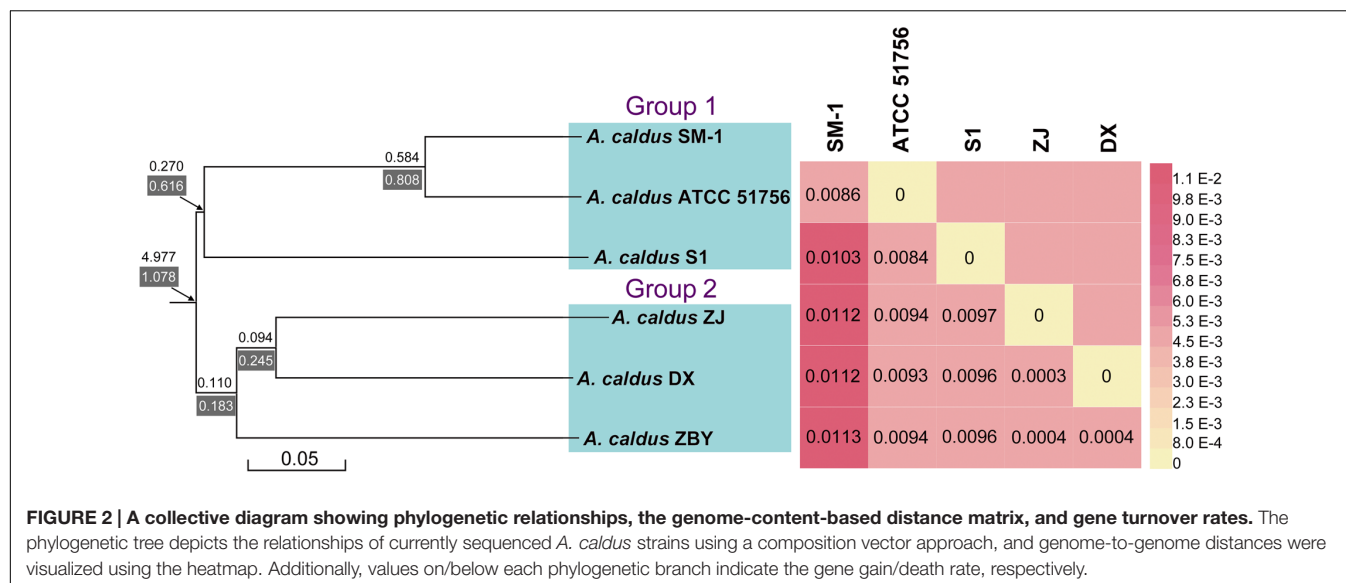 Group 1
A. caldus SM-1
A. caldus ATCC 51756
A. caldus S1
Group 2
A. caldus ZJ
A. caldus DX
A. caldus ZBY
0.270
0.616
0.584
0.808
4.977
1.078
0.094
0.245
0.110
0.183
0.05
SM-1
ATCC 51756
S1
ZJ
DX
0.0086 0
0.0103 0.0084 0
0.0112 0.0094 0.0097 0
0.0112 0.0093 0.0096 0.0003 0
0.0113 0.0094 0.0096 0.0004 0.0004
1.1 E-2
9.8 E-3
9.0 E-3
8.3 E-3
7.5 E-3
6.8 E-3
6.0 E-3
5.3 E-3
4.5 E-3
3.8 E-3
3.0 E-3
2.3 E-3
1.5 E-3
8.0 E-4
0
FIGURE 2 | A collective diagram showing phylogenetic relationships, the genome-content-based distance matrix, and gene turnover rates. The
phylogenetic tree depicts the relationships of currently sequenced A. caldus strains using a composition vector approach, and genome-to-genome distances were
visualized using the heatmap. Additionally, values on/below each phylogenetic branch indicate the gene gain/death rate, respectively.